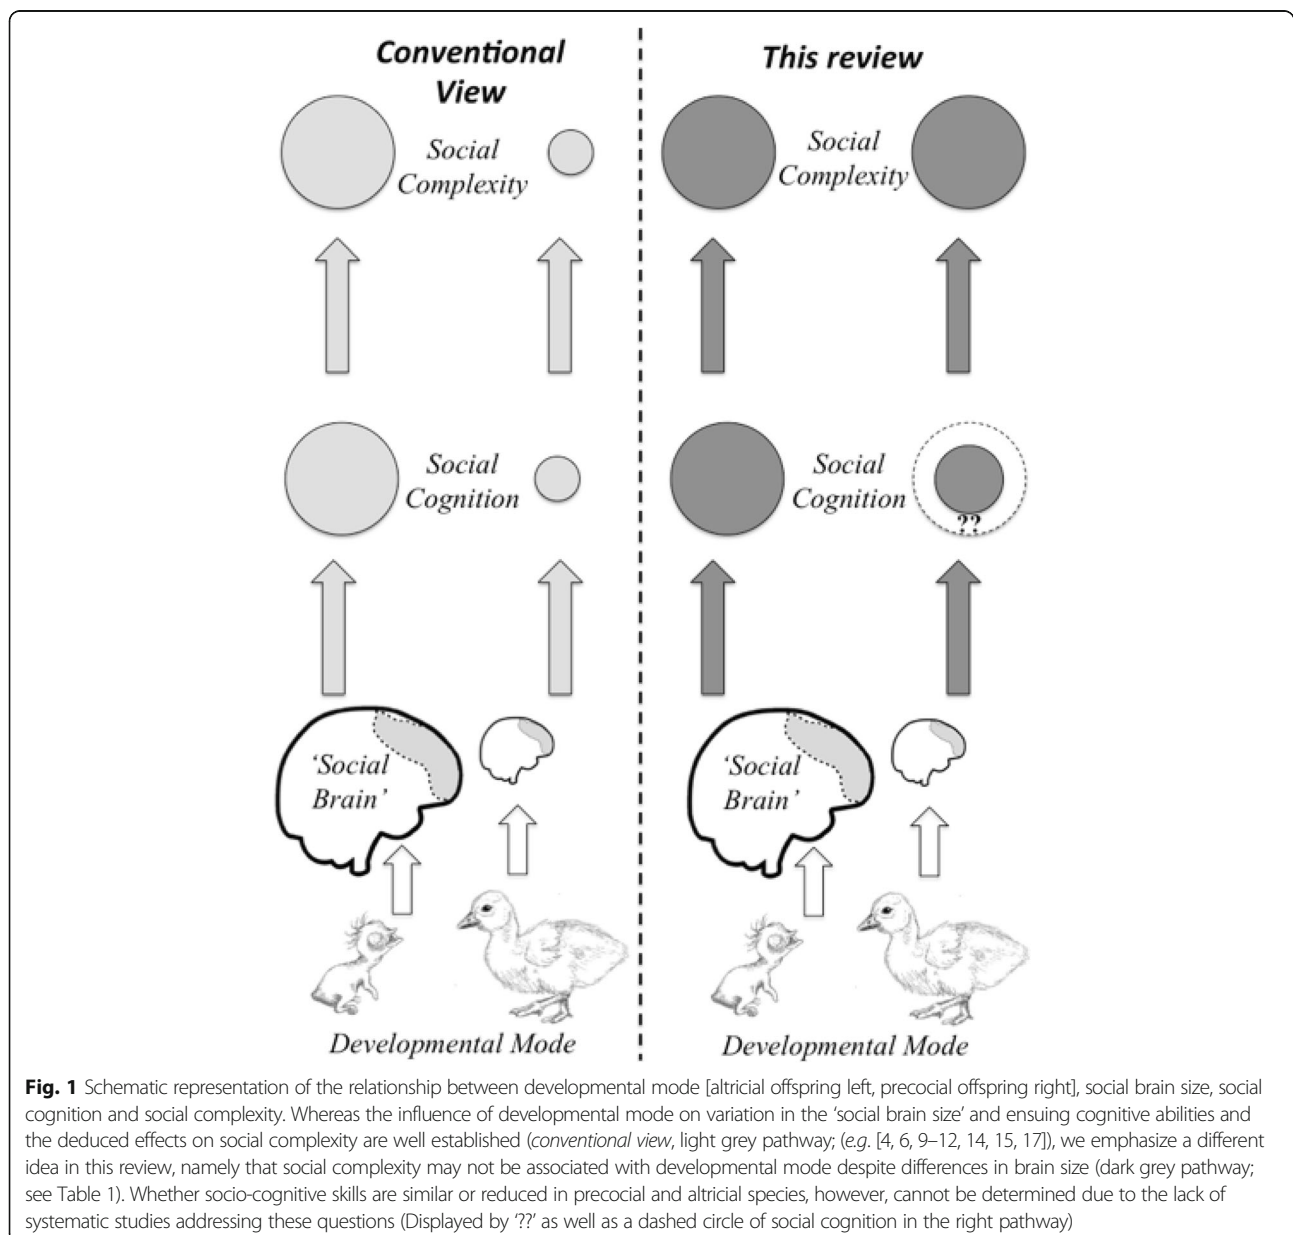 Conventional
View
This review
Social
Complexity
Social
Complexity
Social
Cognition
Social
Cognition
??
‘Social
Brain’
‘Social
Brain’
Developmental Mode
Developmental Mode
Fig. 1 Schematic representation of the relationship between developmental mode [altricial offspring left, precocial offspring right], social brain size, social
cognition and social complexity. Whereas the influence of developmental mode on variation in the ‘social brain size’ and ensuing cognitive abilities and
the deduced effects on social complexity are well established (conventional view, light grey pathway; (e.g. [4, 6, 9–12, 14, 15, 17]), we emphasize a different
idea in this review, namely that social complexity may not be associated with developmental mode despite differences in brain size (dark grey pathway;
see Table 1). Whether socio-cognitive skills are similar or reduced in precocial and altricial species, however, cannot be determined due to the lack of
systematic studies addressing these questions (Displayed by ‘??’ as well as a dashed circle of social cognition in the right pathway)